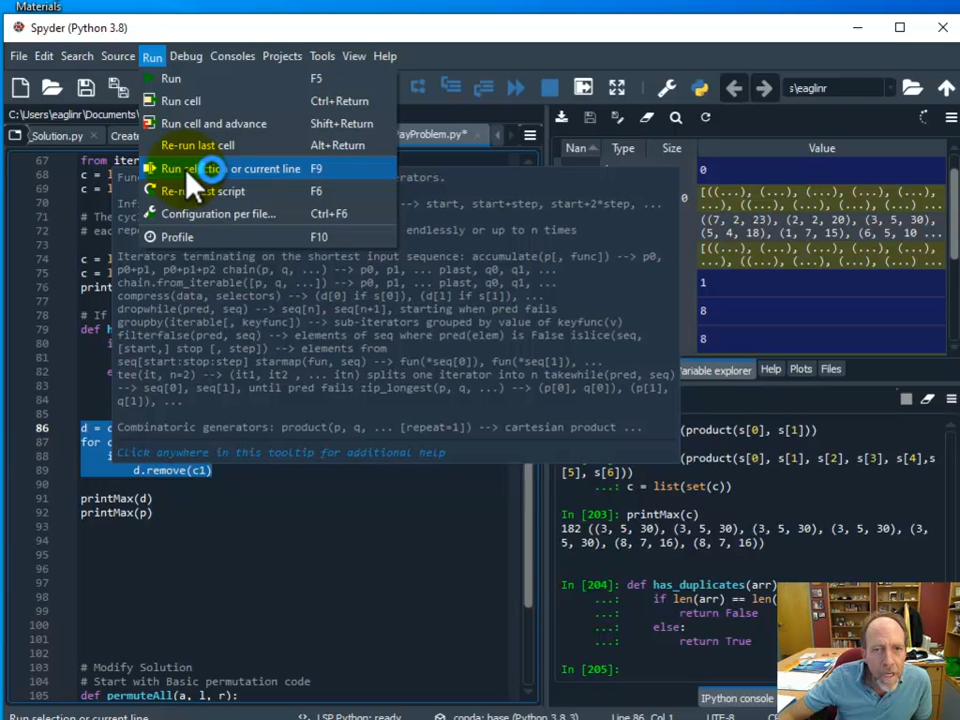 Materials
Spyder (Python 3.8)
File Edit Search Source Run Debug Consoles Projects Tools View Help
Run F5
s\eaglinr
Run cell Ctrl+Return
C:\Users\eaglinr\Documents
Run cell and advance Shift+Return
Solution.py Create
ayProblem.py*
Re-run last cell Alt+Return
Nan Type Size Value
67 from iter
Run selection or current line F9
0
68 c = l
69 c = l
Re-run last script F6
start, start+step, start+2*step, ...
[((...), (...), (...), (...),
(...), (...), (...), (...), ...
70
0
71 # The
Configuration per file... Ctrl+F6
((7, 2, 23), (2, 2, 20), (3, 5, 30),
72 cyc
endlessly or up to n times
(5, 4, 18), (1, 7, 15), (6, 5, 10 ...
73 # each
Profile F10
[((...), (...), (...), (...),
(...), (...), (...), (...), ...
Iterators terminating on the shortest input sequence: accumulate(p[, func]) --> p0,
p0+p1, p0+p1+p2 chain(p, q, ...) --> p0, p1, ... plast, q0, q1, ...
chain.from_iterable([p, q, ...]) --> p0, p1, ... plast, q0, q1,
compress(data, selectors) --> (d[0] if s[0]), (d[1] if s[1]), ...
dropwhile(pred, seq) --> seq[n], seq[n+1], starting when pred fails
groupby(iterable[, keyfunc]) --> sub-iterators grouped by value of keyfunc(v)
filterfalse(pred, seq) --> elements of seq where pred(elem) is False islice(seq,
[start,] stop [, step]) --> elements from
seq[start:stop:step] starmap(fun, seq) --> fun(*seq[0]), fun(*seq[1]), ...
tee(it, n=2) --> (it1, it2 , ... itn) splits one iterator into n takewhile(pred, seq)
--> seq[0], seq[1], until pred fails zip_longest(p, q, ...) --> (p[0], q[0]), (p[1],
q[1]), ...
Combinatoric generators: product(p, q, ... [repeat=1]) --> cartesian product ...
Click anywhere in this tooltip for additional help
74 c = l
75 c = l
76 print
77
78 # If
79 def h
80
81
82
83
84
85
86 d = c
87 for c
88 i
89 d.remove(c1)
90
91 printMax(d)
92 printMax(p)
93
94
95
96
97
98
99
100
101
102
103 # Modify Solution
104 # Start with Basic permutation code
105 def permuteAll(a, l, r):
1
8
8
ariable explorer Help Plots Files
(product(s[0], s[1]))
(product(s[0], s[1], s[2], s[3], s[4],s
[5], s[6]))
...: c = list(set(c))
In [203]: printMax(c)
182 ((3, 5, 30), (3, 5, 30), (3, 5, 30), (3, 5, 30), (3,
5, 30), (8, 7, 16), (8, 7, 16))
In [204]: def has_duplicates(arr)
...: if len(arr) == len(
...: return False
...: else:
...: return True
In [205]:
IPython console
Run selection or current line LSP Python: ready conda: base (Python 3.8.3) Line 86, Col 1 UTF-8